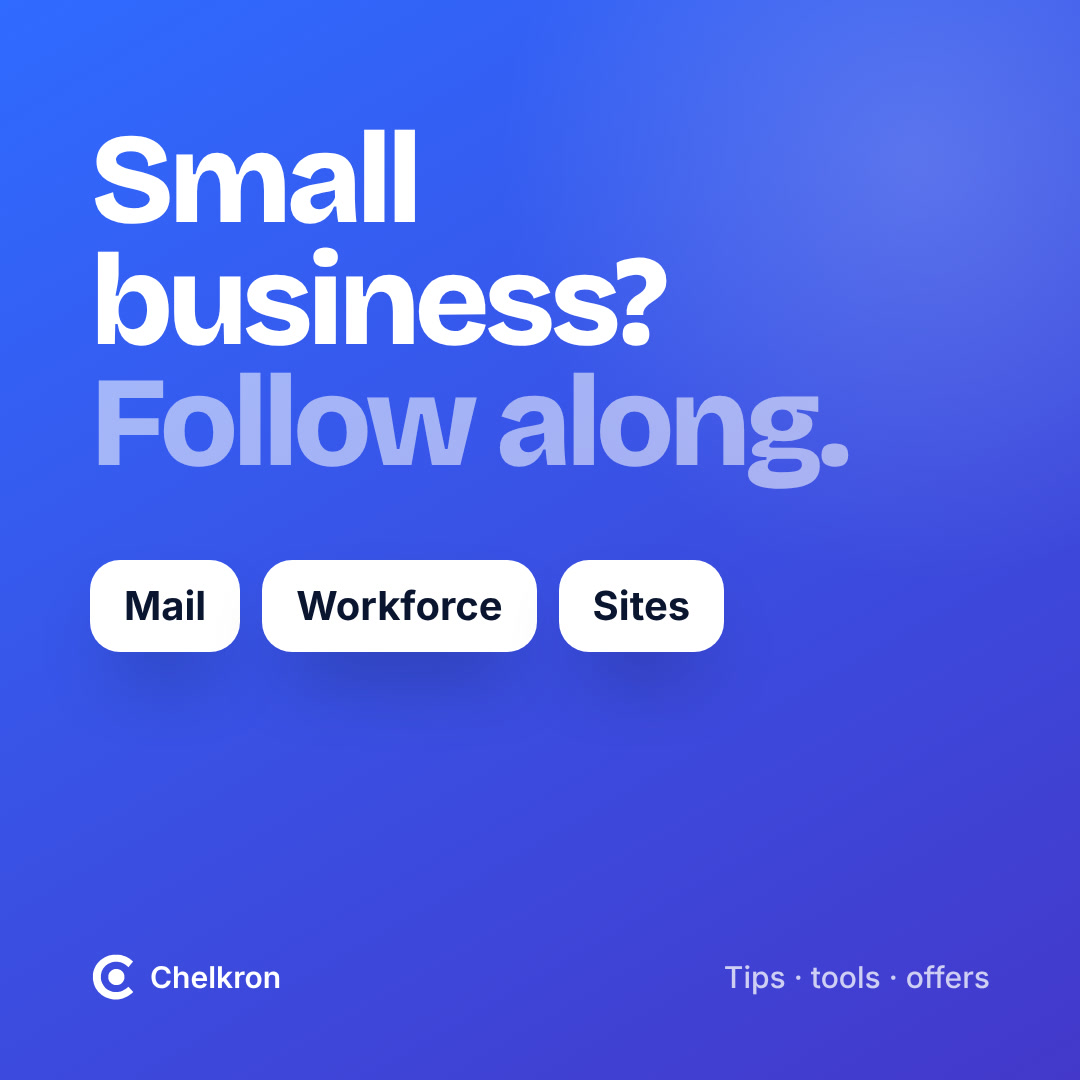 Small
business?
Follow along.
Mail Workforce Sites
Chelkron Tips · tools · offers